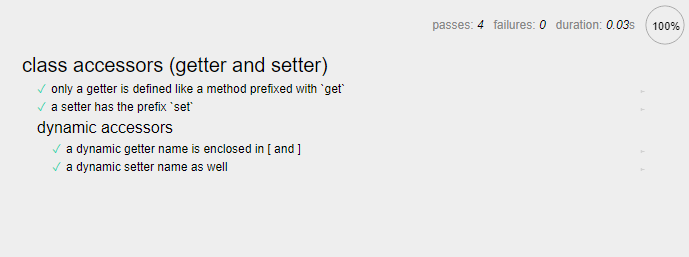 passes: 4 failures: 0 duration: 0.03s 100%
class accessors (getter and setter)
✓ only a getter is defined like a method prefixed with `get`
✓ a setter has the prefix `set`
dynamic accessors
✓ a dynamic getter name is enclosed in [ and ]
✓ a dynamic setter name as well